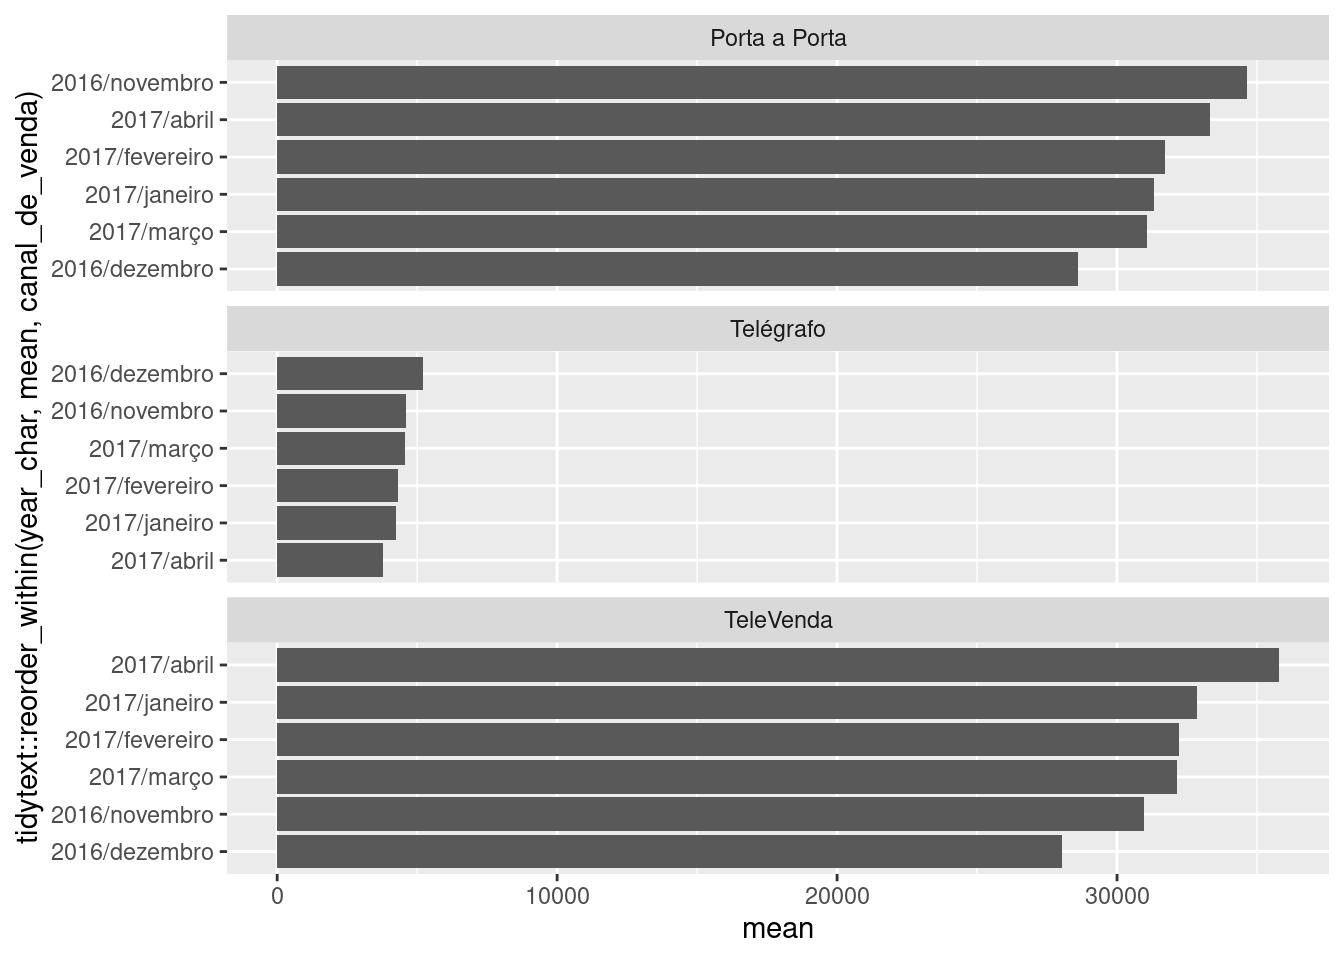 Porta a Porta
2016/novembro
2017/abril
2017/fevereiro
2017/janeiro
2017/março
2016/dezembro
Telégrafo
2016/dezembro
2016/novembro
2017/março
2017/fevereiro
2017/janeiro
2017/abril
TeleVenda
2017/abril
2017/janeiro
2017/fevereiro
2017/março
2016/novembro
2016/dezembro
0 10000 20000 30000
mean
tidytext::reorder_within(year_char, mean, canal_de_venda)